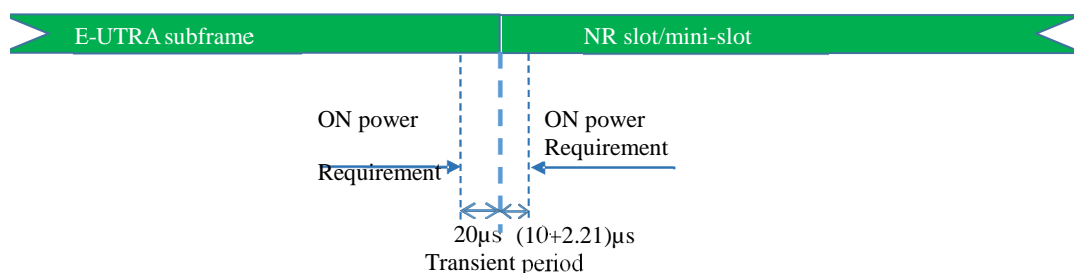 E-UTRA subframe
NR slot/mini-slot
ON power
Requirement
ON power
Requirement
20µs
(10+2.21)µs
Transient period